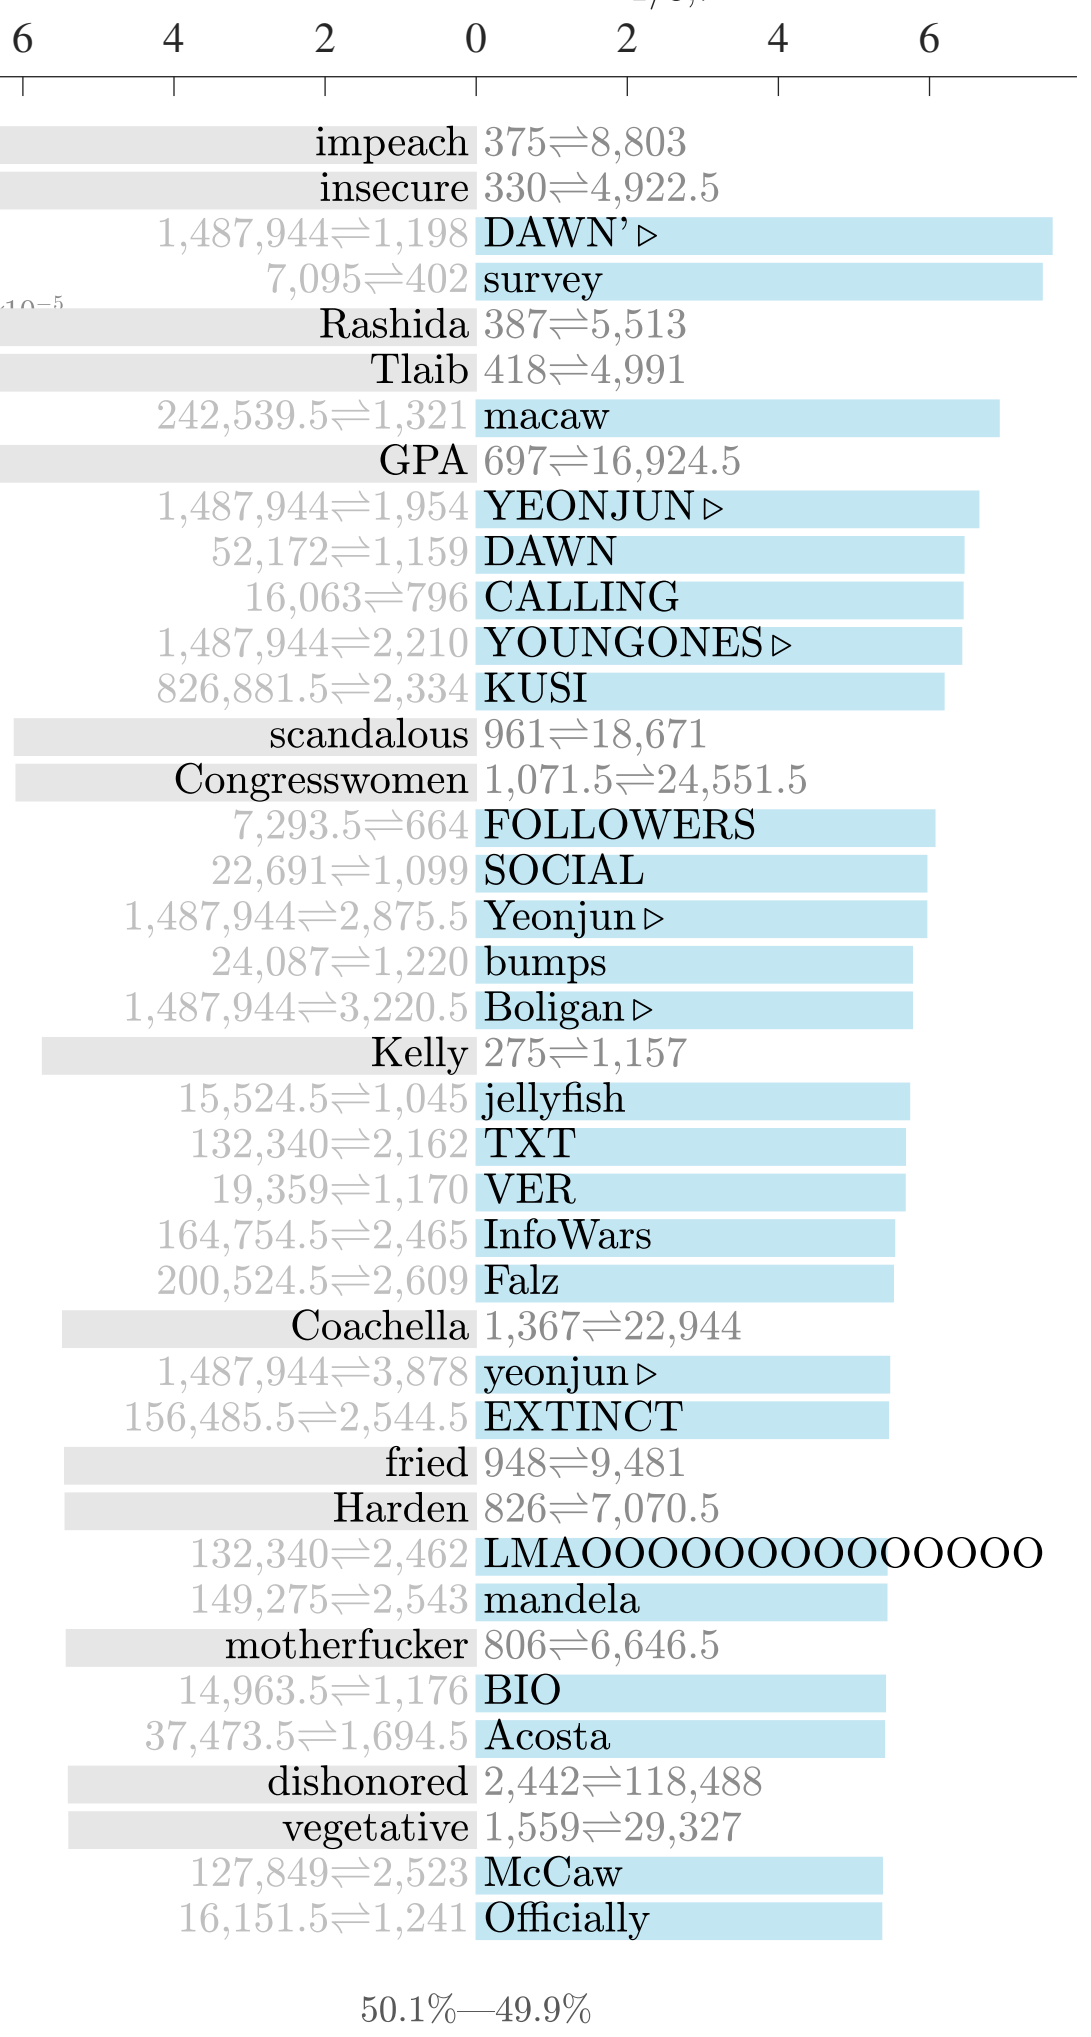 6 4 2 0 2 4 6
impeach 375⇌8,803
insecure 330⇌4,922.5
1,487,944⇌1,198 DAWN’ ▷
7,095⇌402 survey
Rashida 387⇌5,513
Tlaib 418⇌4,991
242,539.5⇌1,321 macaw
GPA 697⇌16,924.5
1,487,944⇌1,954 YEONJUN ▷
52,172⇌1,159 DAWN
16,063⇌796 CALLING
1,487,944⇌2,210 YOUNGONES ▷
826,881.5⇌2,334 KUSI
scandalous 961⇌18,671
Congresswomen 1,071.5⇌24,551.5
7,293.5⇌664 FOLLOWERS
22,691⇌1,099 SOCIAL
1,487,944⇌2,875.5 Yeonjun ▷
24,087⇌1,220 bumps
1,487,944⇌3,220.5 Boligan ▷
Kelly 275⇌1,157
15,524.5⇌1,045 jellyfish
132,340⇌2,162 TXT
19,359⇌1,170 VER
164,754.5⇌2,465 InfoWars
200,524.5⇌2,609 Falz
Coachella 1,367⇌22,944
1,487,944⇌3,878 yeonjun ▷
156,485.5⇌2,544.5 EXTINCT
fried 948⇌9,481
Harden 826⇌7,070.5
132,340⇌2,462 LMAOOOOOOOOOOOOOO
149,275⇌2,543 mandela
motherfucker 806⇌6,646.5
14,963.5⇌1,176 BIO
37,473.5⇌1,694.5 Acosta
dishonored 2,442⇌118,488
vegetative 1,559⇌29,327
127,849⇌2,523 McCaw
16,151.5⇌1,241 Officially
50.1%—49.9%